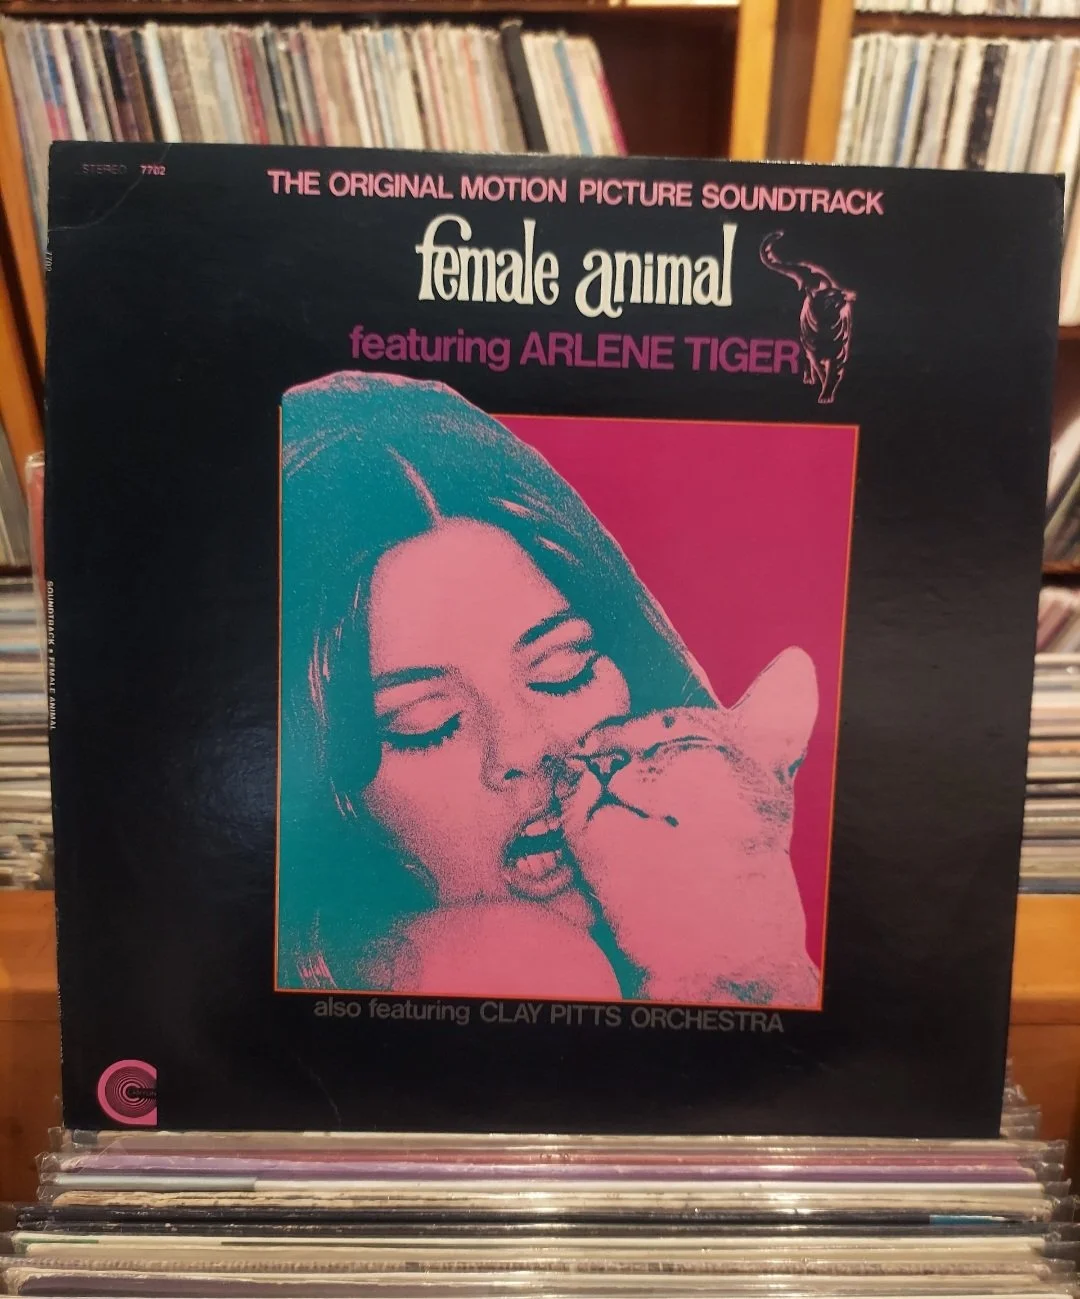 STEREO 7702
THE ORIGINAL MOTION PICTURE SOUNDTRACK
female animal
featuring ARLENE TIGER
also featuring CLAY PITTS ORCHESTRA
7702
SOUNDTRACK • FEMALE ANIMAL